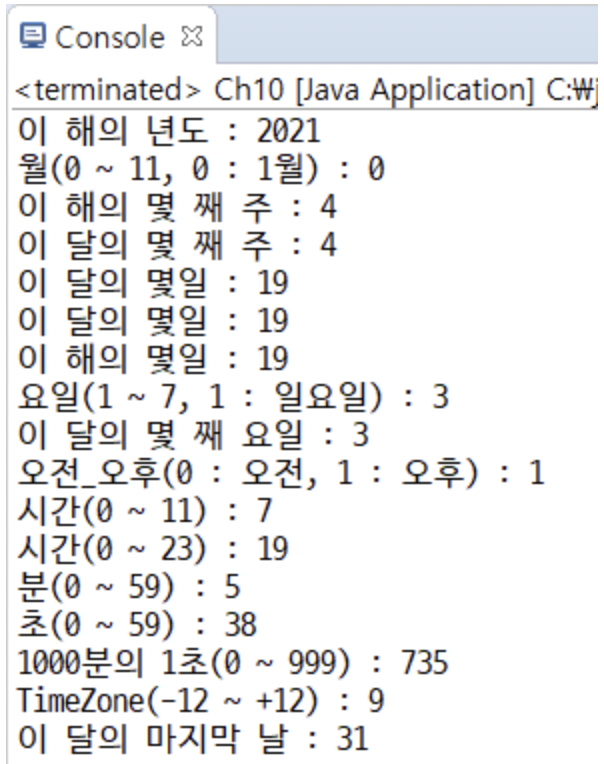 Console
<terminated> Ch10 [Java Application] C:₩j
이 해의 년도 : 2021
월(0 ~ 11, 0 : 1월) : 0
이 해의 몇 째 주 : 4
이 달의 몇 째 주 : 4
이 달의 몇일 : 19
이 달의 몇일 : 19
이 해의 몇일 : 19
요일(1 ~ 7, 1 : 일요일) : 3
이 달의 몇 째 요일 : 3
오전_오후(0 : 오전, 1 : 오후) : 1
시간(0 ~ 11) : 7
시간(0 ~ 23) : 19
분(0 ~ 59) : 5
초(0 ~ 59) : 38
1000분의 1초(0 ~ 999) : 735
TimeZone(-12 ~ +12) : 9
이 달의 마지막 날 : 31